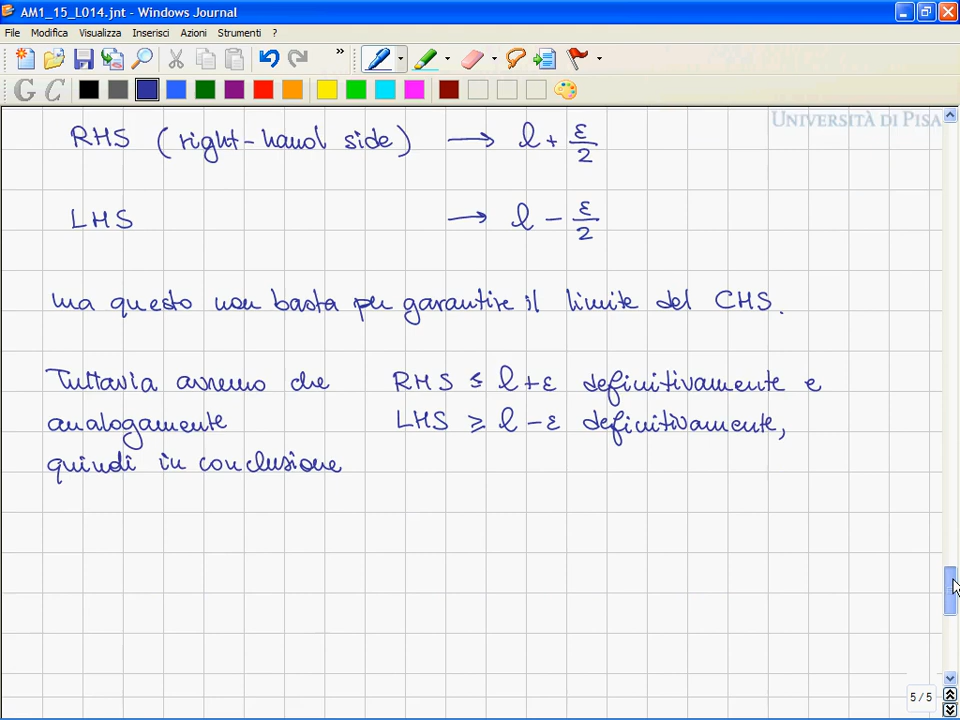 AM1_15_L014.jnt - Windows Journal
File Modifica Visualizza Inserisci Azioni Strumenti ?
G C
UNIVERSITÀ DI PISA
RHS (right-hand side) → l + ε/2
LHS → l - ε/2
ma questo non basta per garantire il limite del CHS.
Tuttavia avremo che RHS ≤ l+ε definitivamente e
analogamente LHS ≥ l-ε definitivamente,
quindi in conclusione
5 / 5